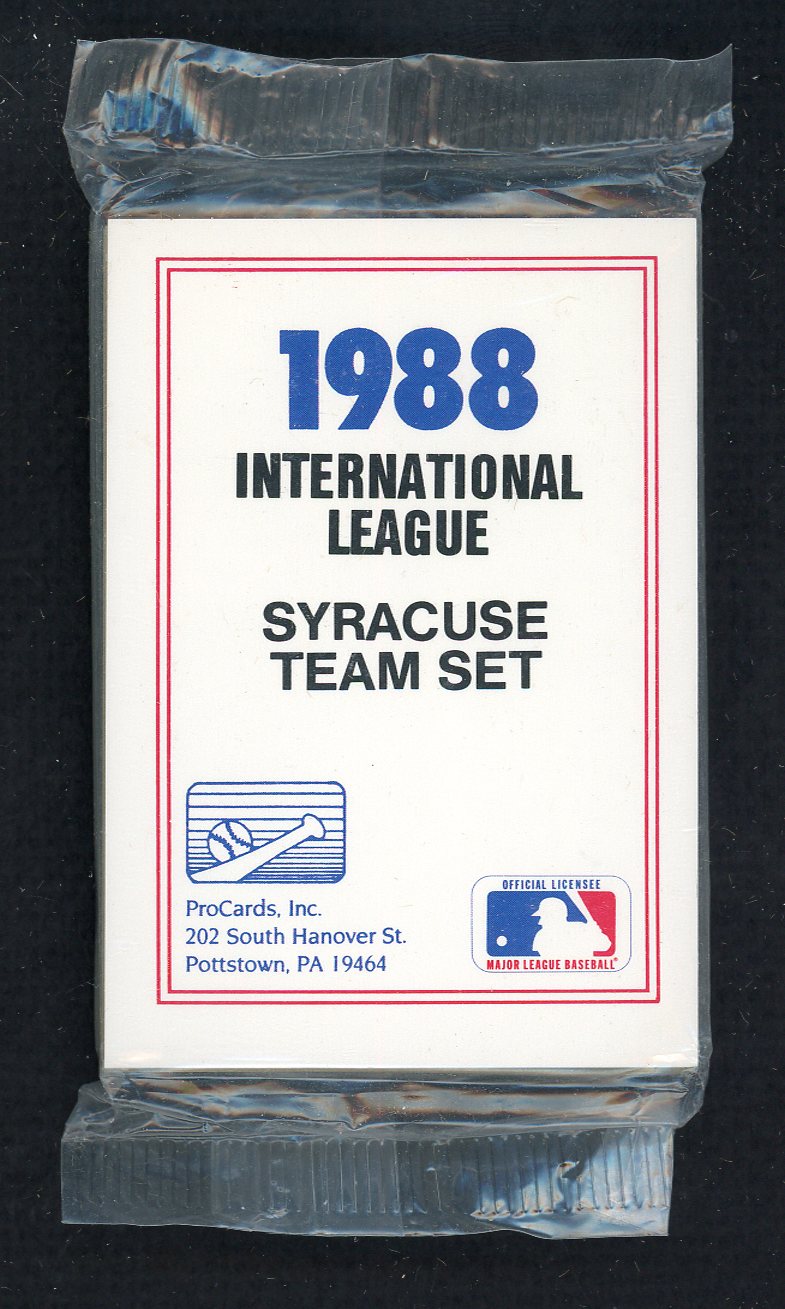 1988
INTERNATIONAL
LEAGUE
SYRACUSE
TEAM SET
ProCards, Inc.
202 South Hanover St.
Pottstown, PA 19464
OFFICIAL LICENSEE
MAJOR LEAGUE BASEBALL®